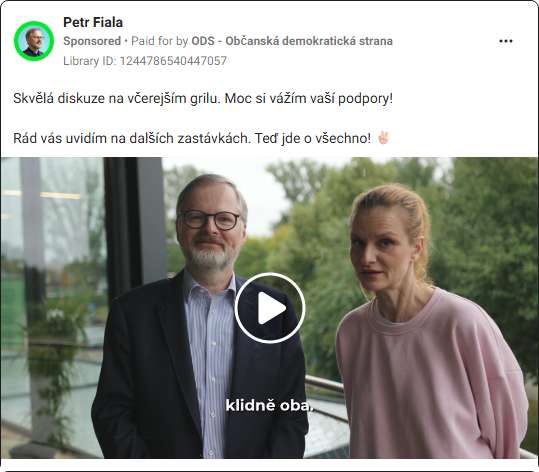 Petr Fiala
Sponsored • Paid for by ODS - Občanská demokratická strana
Library ID: 1244786540447057
Skvělá diskuze na včerejším grilu. Moc si vážím vaší podpory!
Rád vás uvidím na dalších zastávkách. Teď jde o všechno! ✌🏻
klidně oba.